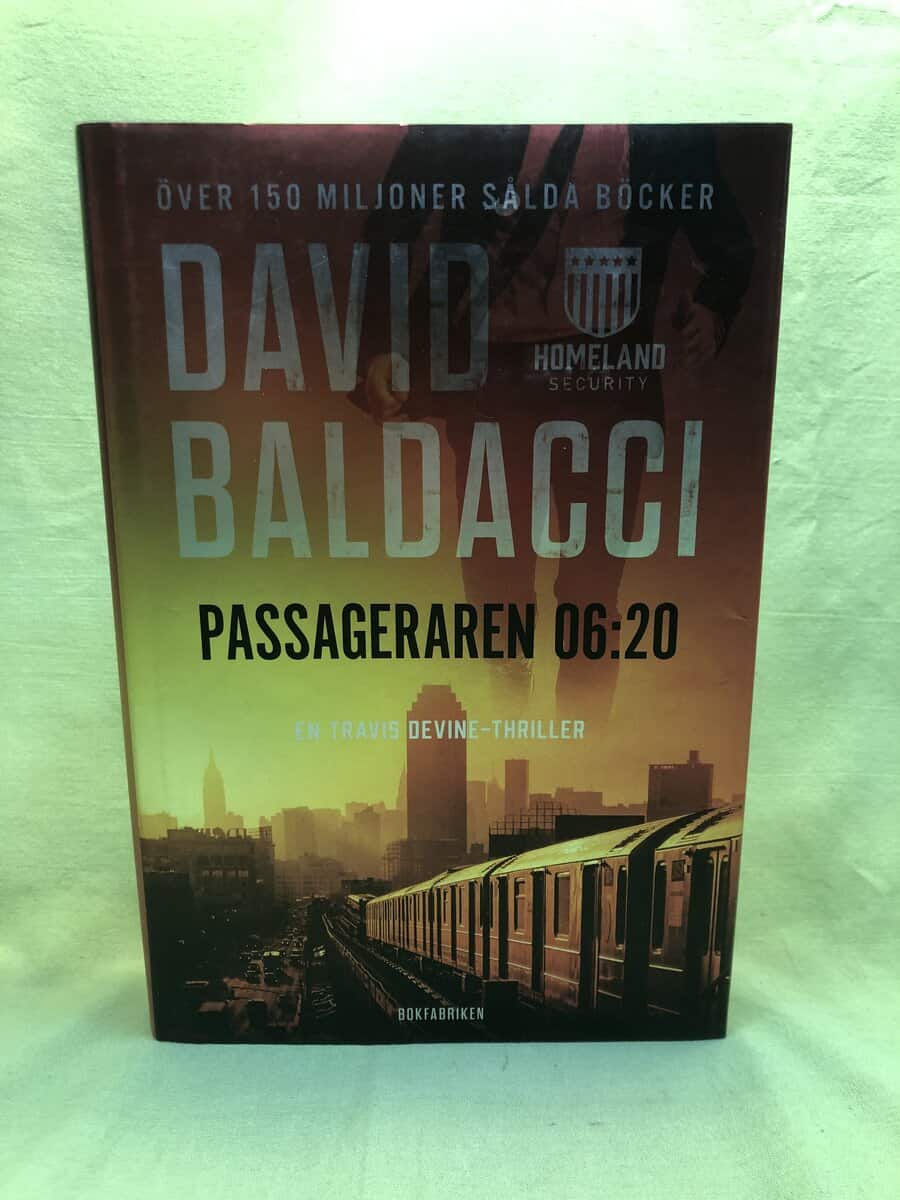 ÖVER 150 MILJONER SÅLDA BÖCKER
DAVID
HOMELAND
SECURITY
BALDACCI
PASSAGERAREN 06:20
EN TRAVIS DEVINE-THRILLER
BOKFABRIKEN